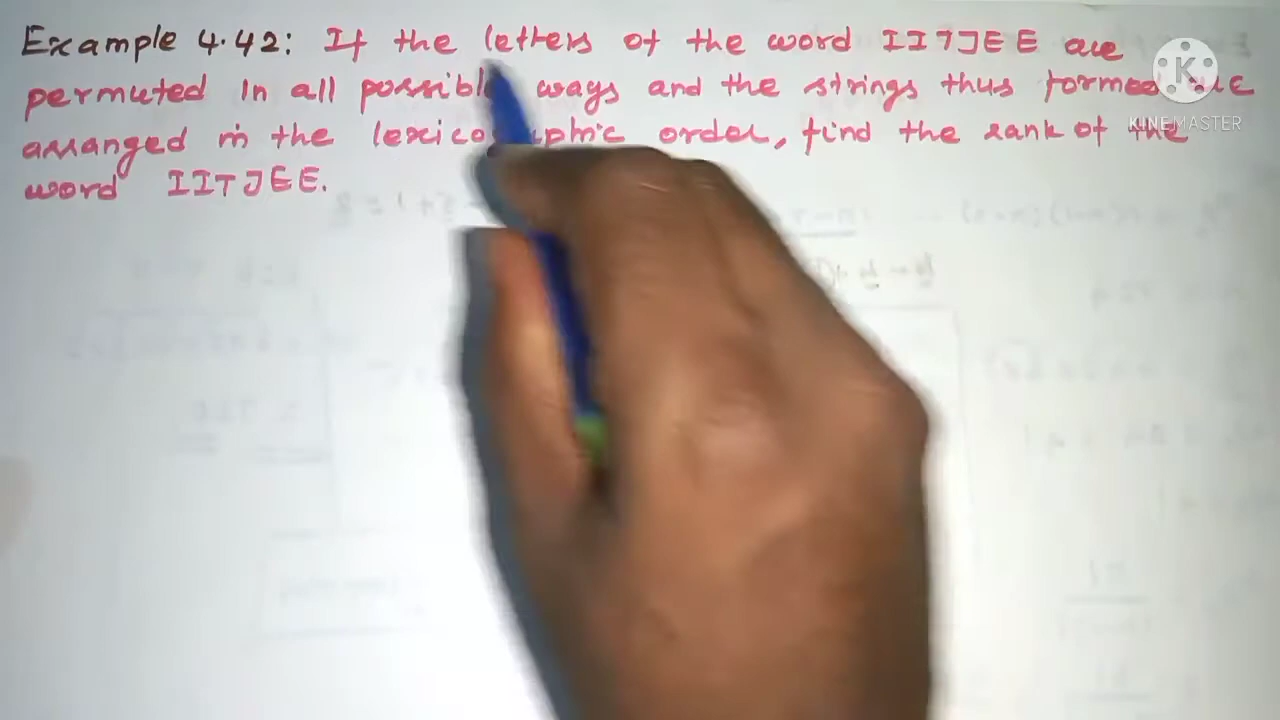 Example 4.42: If the letters of the word IITJEE are
permuted in all possible ways and the strings thus formed are
arranged in the order, find the rank of the
word IITJEE.
K
KINEMASTER